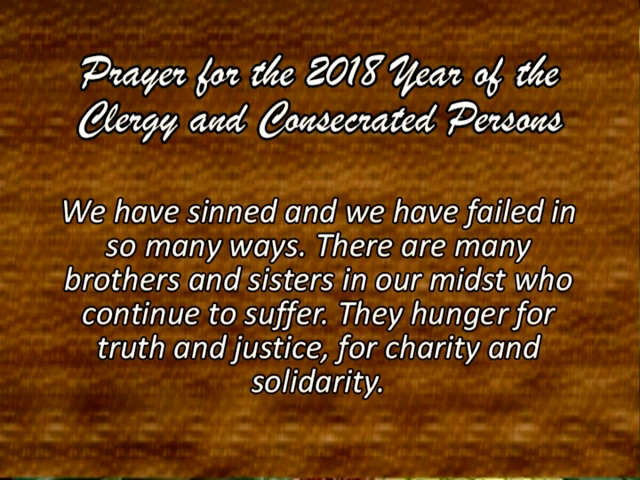 Prayer for the 2018 Year of the
Clergy and Consecrated Persons
We have sinned and we have failed in
so many ways. There are many
brothers and sisters in our midst who
continue to suffer. They hunger for
truth and justice, for charity and
solidarity.